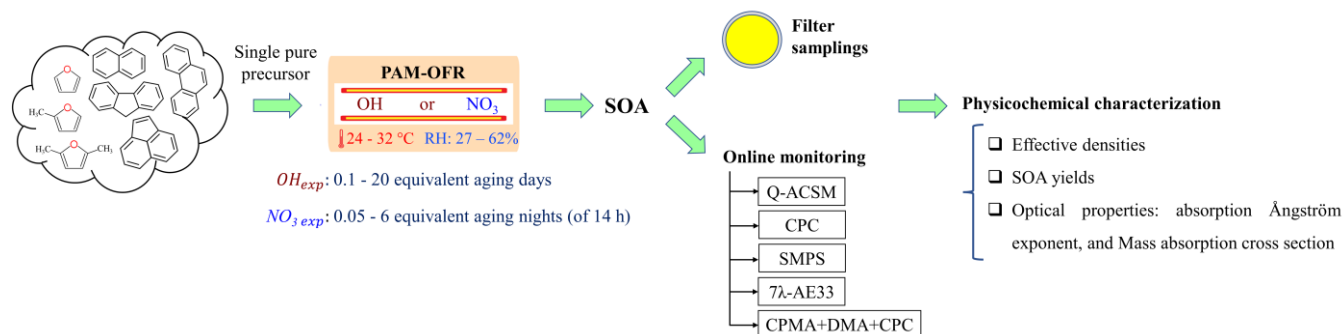 Single pure
precursor
O
H₃C
O
H₃C
O
CH₃
PAM-OFR
OH or NO₃
24 - 32 °C RH: 27 – 62%
OHexp: 0.1 - 20 equivalent aging days
NO₃ exp: 0.05 - 6 equivalent aging nights (of 14 h)
SOA
Filter
samplings
Online monitoring
Q-ACSM
CPC
SMPS
7λ-AE33
CPMA+DMA+CPC
Physicochemical characterization
Effective densities
SOA yields
Optical properties: absorption Ångström
exponent, and Mass absorption cross section